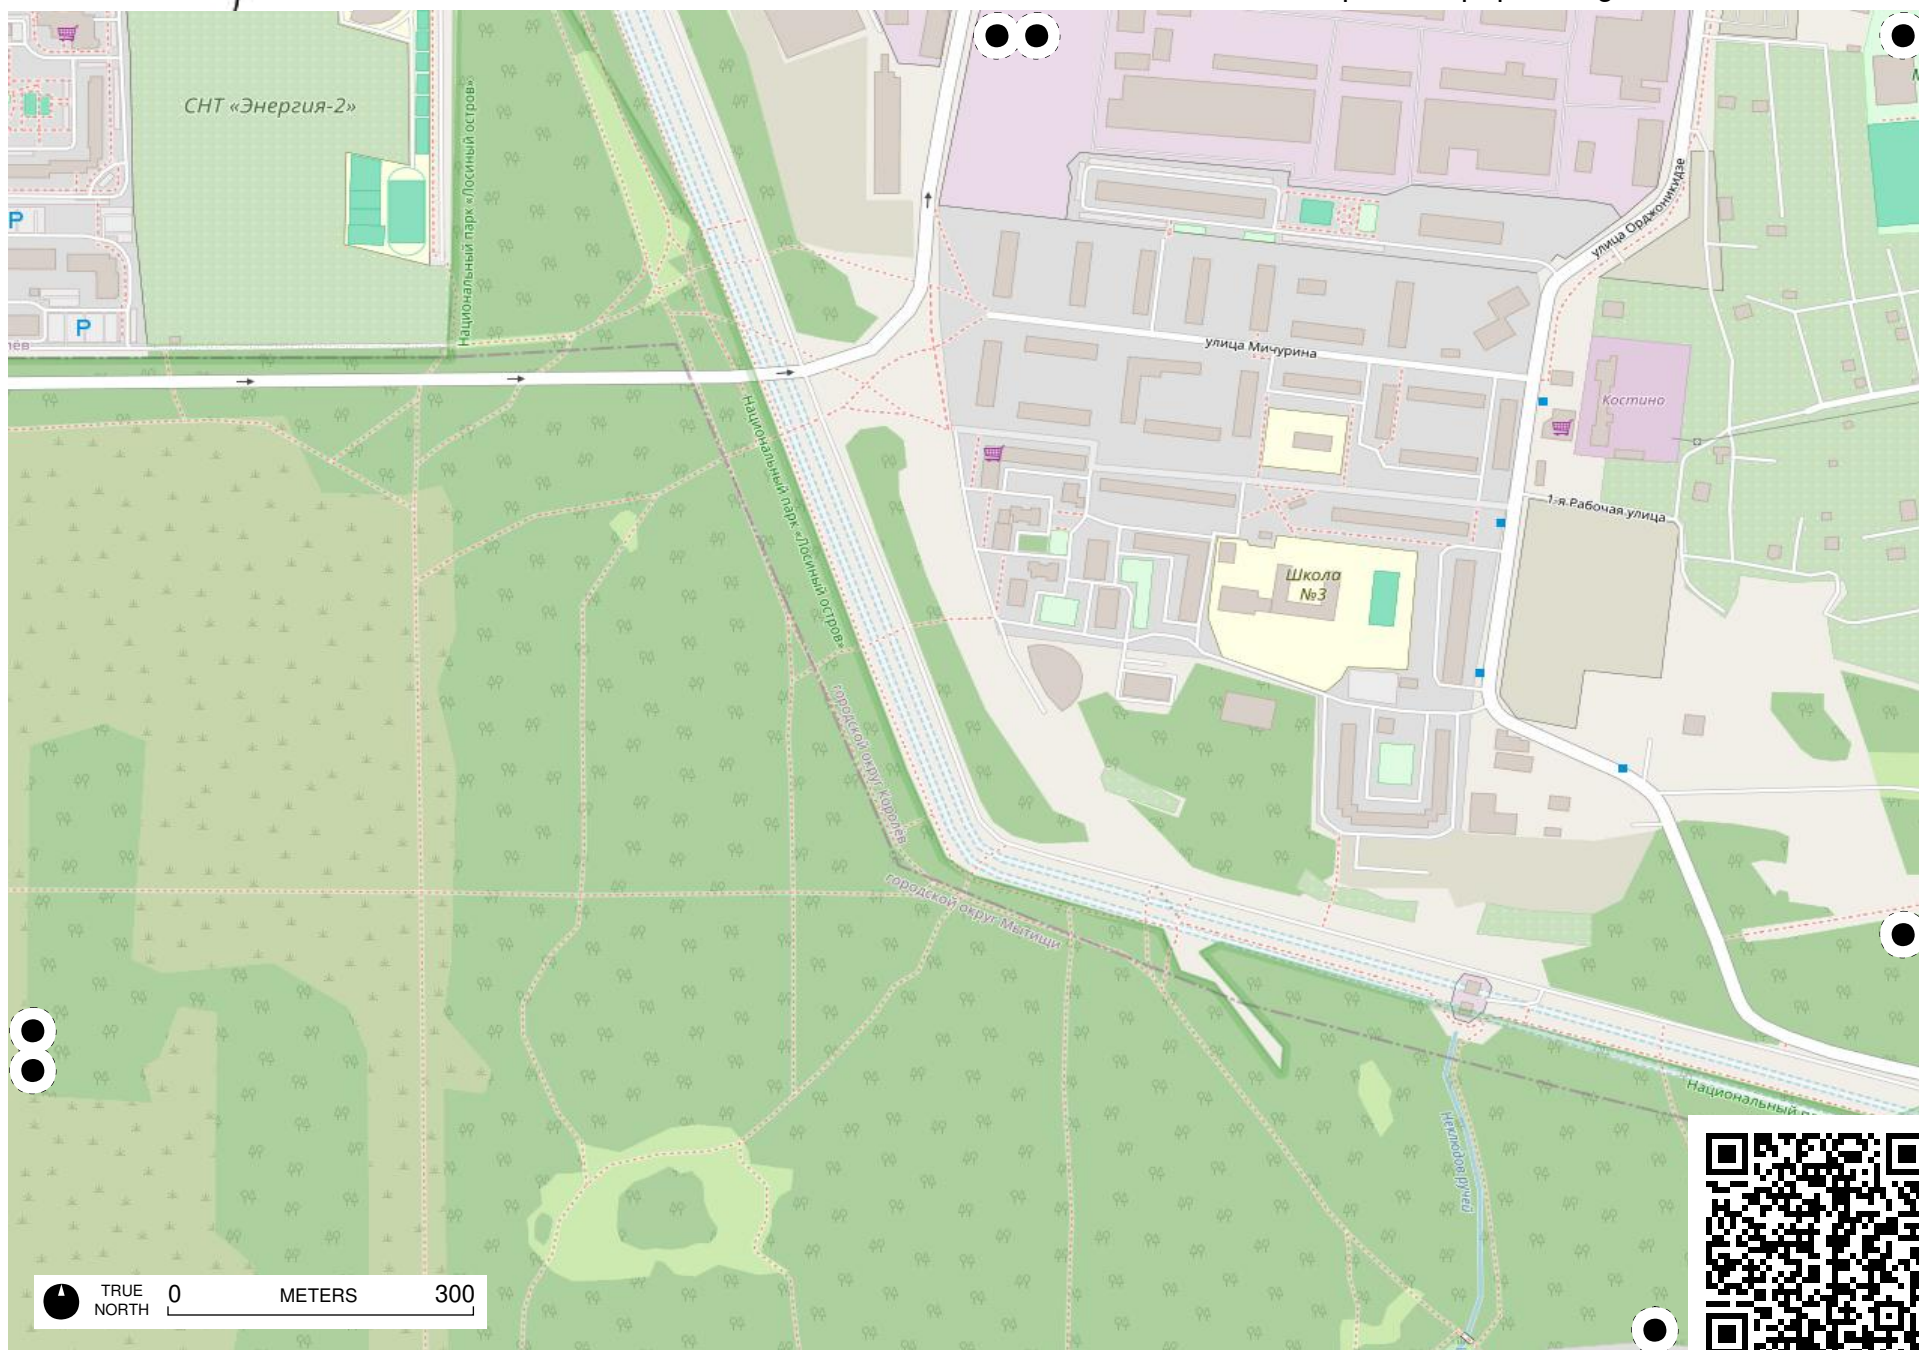 СНТ «Энергия-2»
Национальный парк «Лосиный остров»
P
P
улица Орджоникидзе
улица Мичурина
Костино
Национальный парк «Лосиный остров»
1-я Рабочая улица
Школа
№3
городской округ Королёв
городской округ Мытищи
Национальный
Неклюдов ручей
TRUE
NORTH
0 METERS 300